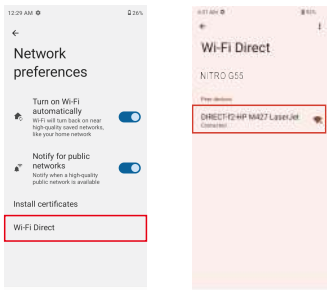 12:29 AM
26%
Network
preferences
Turn on Wi-Fi
automatically
Wi-Fi will turn back on near
high-quality saved networks,
like your home network
Notify for public
networks
Notify when a high-quality
public network is available
Install certificates
Wi-Fi Direct
AM
93%
Wi-Fi Direct
NITRO G55
Peer devices
DIRECT-f2-HP M427 LaserJet
Connected